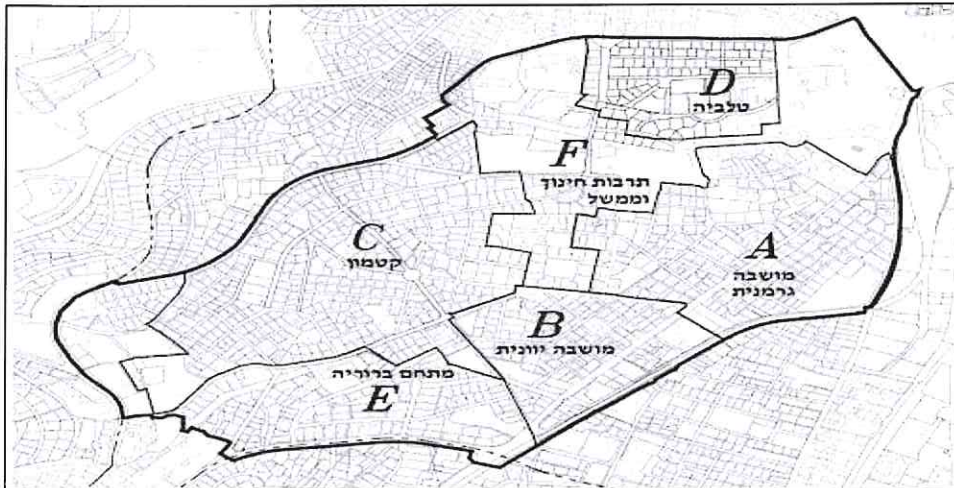 D
טלביה
F
תרבות חינוך
וממשל
C
קטמון
A
מושבה
גרמנית
B
מושבה יוונית
מתחם ברוריה
E